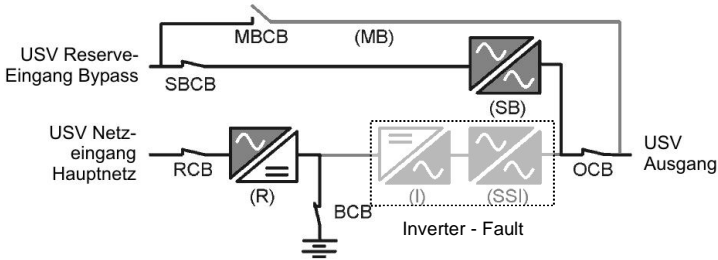 MBCB
(MB)
USV Reserve-
Eingang Bypass
SBCB
(SB)
USV Netz-
eingang
Hauptnetz
RCB
(R)
BCB
(I)
(SSI)
OCB
USV
Ausgang
Inverter - Fault